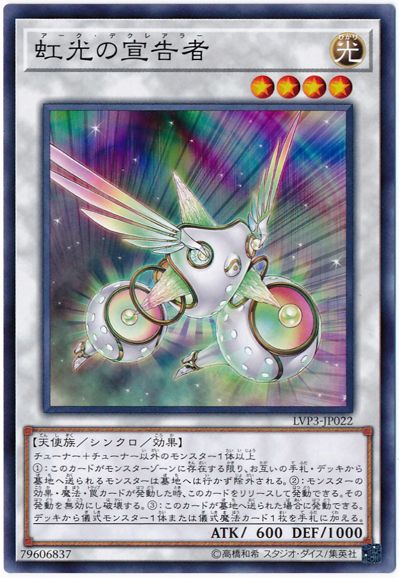 アーク・デクレアラー
虹光の宣告者
ひかり
光
LVP3-JP022
【天使族／シンクロ／効果】
チューナー＋チューナー以外のモンスター1体以上
①：このカードがモンスターゾーンに存在する限り、お互いの手札・デッキから
墓地へ送られるモンスターは墓地へは行かず除外される。②：モンスターの
効果・魔法・罠カードが発動した時、このカードをリリースして発動できる。その
発動を無効にし破壊する。③：このカードが墓地へ送られた場合に発動できる。
デッキから儀式モンスター1体または儀式魔法カード1枚を手札に加える。
ATK/ 600 DEF/1000
79606837
©高橋和希 スタジオ・ダイス/集英社